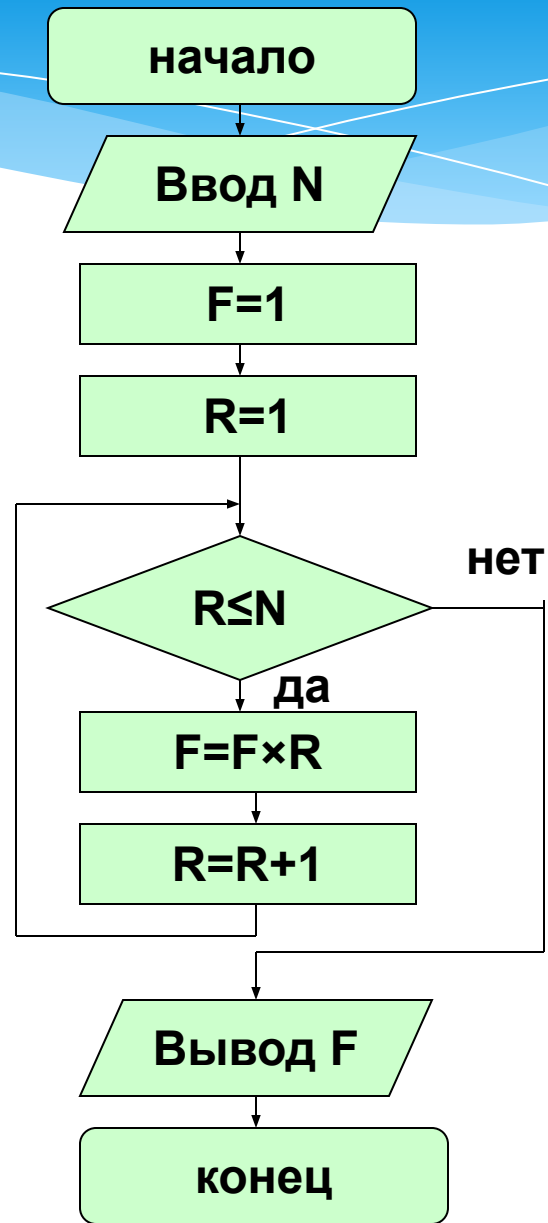 начало
Ввод N
F=1
R=1
R≤N
нет
да
F=F×R
R=R+1
Вывод F
конец